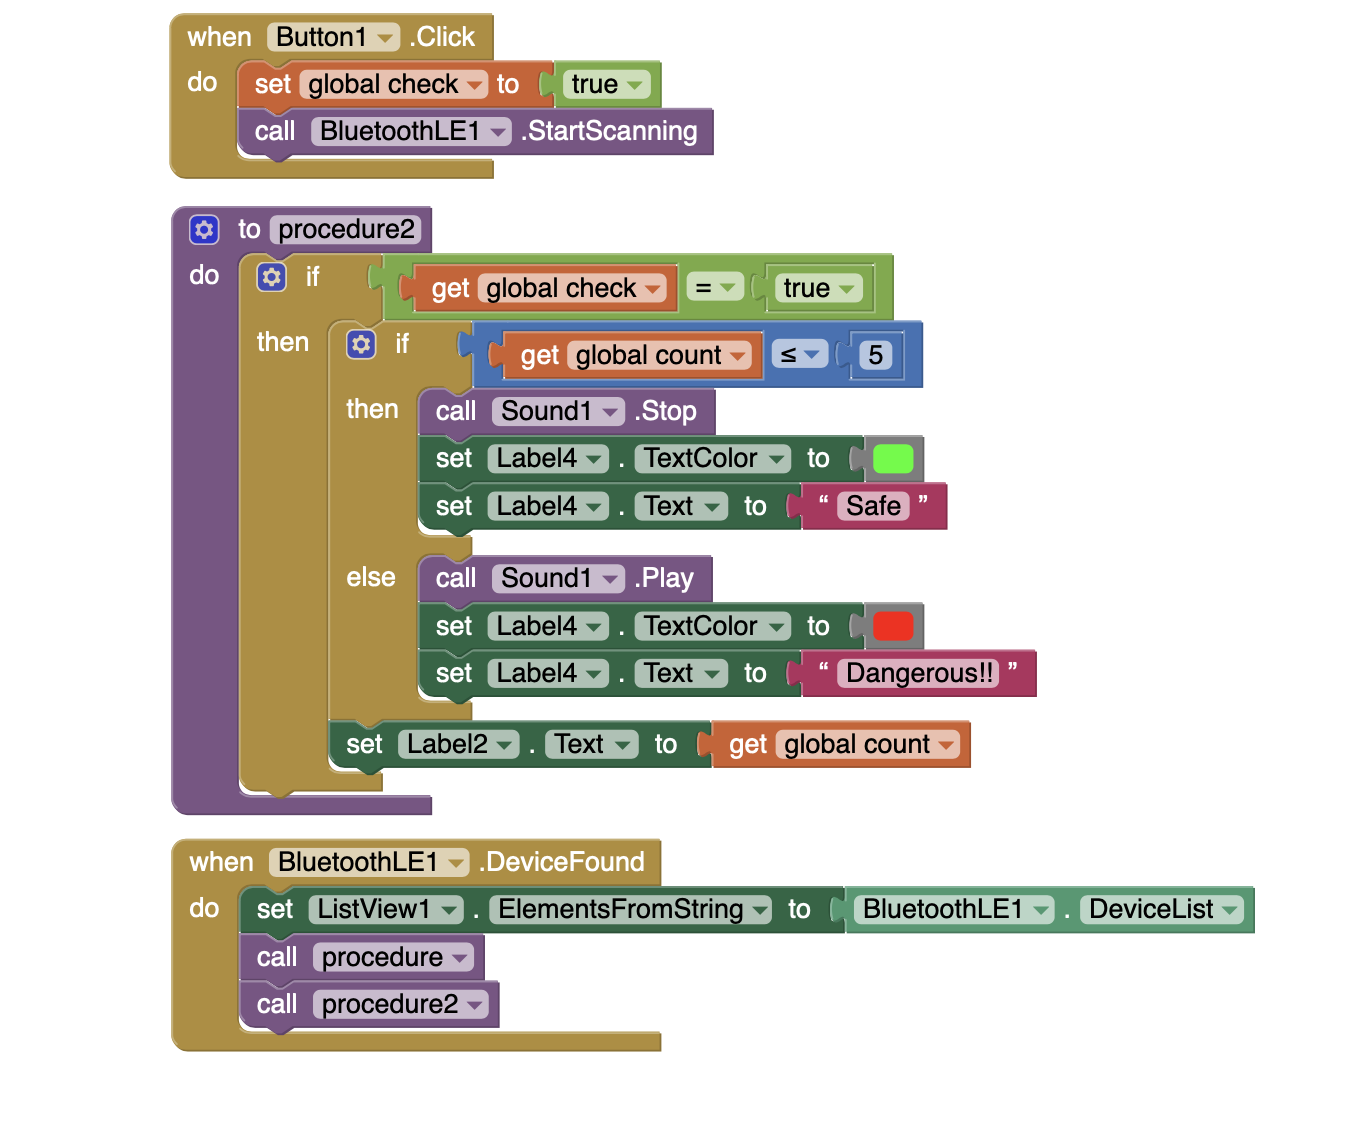 when Button1 .Click
do set global check to true
call BluetoothLE1 .StartScanning
to procedure2
do if get global check = true
then if get global count ≤ 5
then call Sound1 .Stop
set Label4 . TextColor to
set Label4 . Text to “ Safe ”
else call Sound1 .Play
set Label4 . TextColor to
set Label4 . Text to “ Dangerous!! ”
set Label2 . Text to get global count
when BluetoothLE1 .DeviceFound
do set ListView1 . ElementsFromString to BluetoothLE1 . DeviceList
call procedure
call procedure2